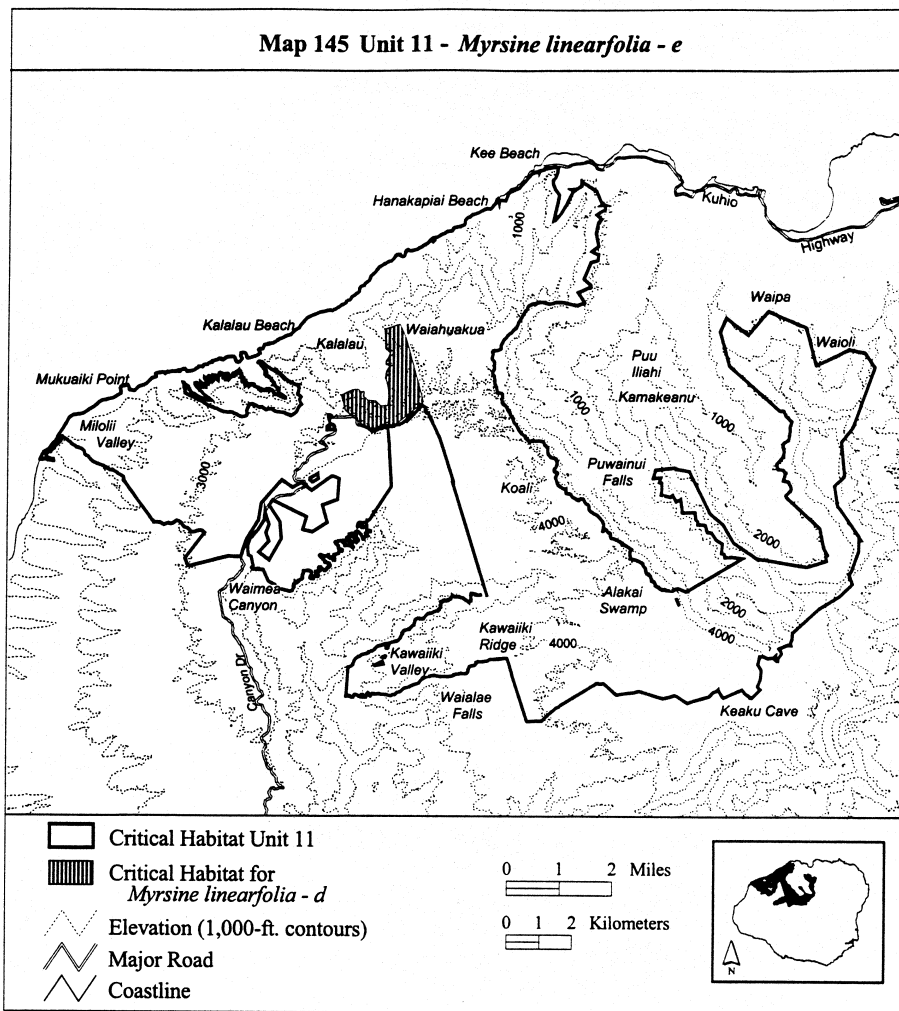 Map 145 Unit 11 - Myrsine linearfolia - e
Kee Beach
Hanakapiai Beach
Kuhio
Highway
1000
Waipa
Kalalau Beach
Kalalau
Waiahuakua
Waioli
Puu
Iliahi
Mukuaiki Point
Kamakeanu
1000
1000
Milolii
Valley
3000
Puwainui
Falls
Koali
4000
2000
Waimea
Canyon
Alakai
Swamp
2000
4000
Kawaiiki
Ridge
4000
Kawaiiki
Valley
Canyon Dr
Waialae
Falls
Keaku Cave
Critical Habitat Unit 11
Critical Habitat for
Myrsine linearfolia - d
Elevation (1,000-ft. contours)
Major Road
Coastline
0 1 2 Miles
0 1 2 Kilometers
N